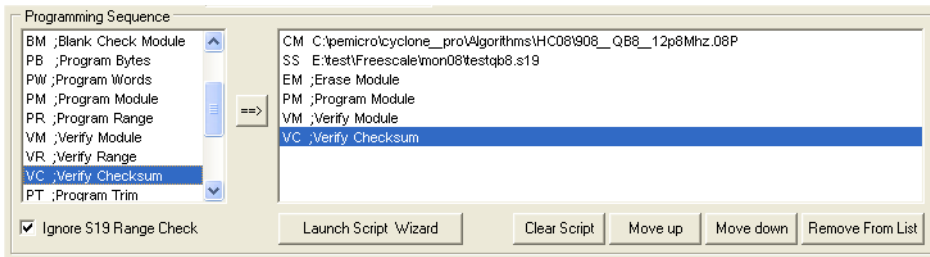 Programming Sequence
BM ;Blank Check Module
PB ;Program Bytes
PW ;Program Words
PM ;Program Module
PR ;Program Range
VM ;Verify Module
VR ;Verify Range
VC ;Verify Checksum
PT ;Program Trim
==>
CM C:\pemicro\cyclone_pro\Algorithms\HC08\908_QB8_12p8Mhz.08P
SS E:\test\Freescale\mon08\testqb8.s19
EM ;Erase Module
PM ;Program Module
VM ;Verify Module
VC ;Verify Checksum
Ignore S19 Range Check
Launch Script Wizard
Clear Script
Move up
Move down
Remove From List